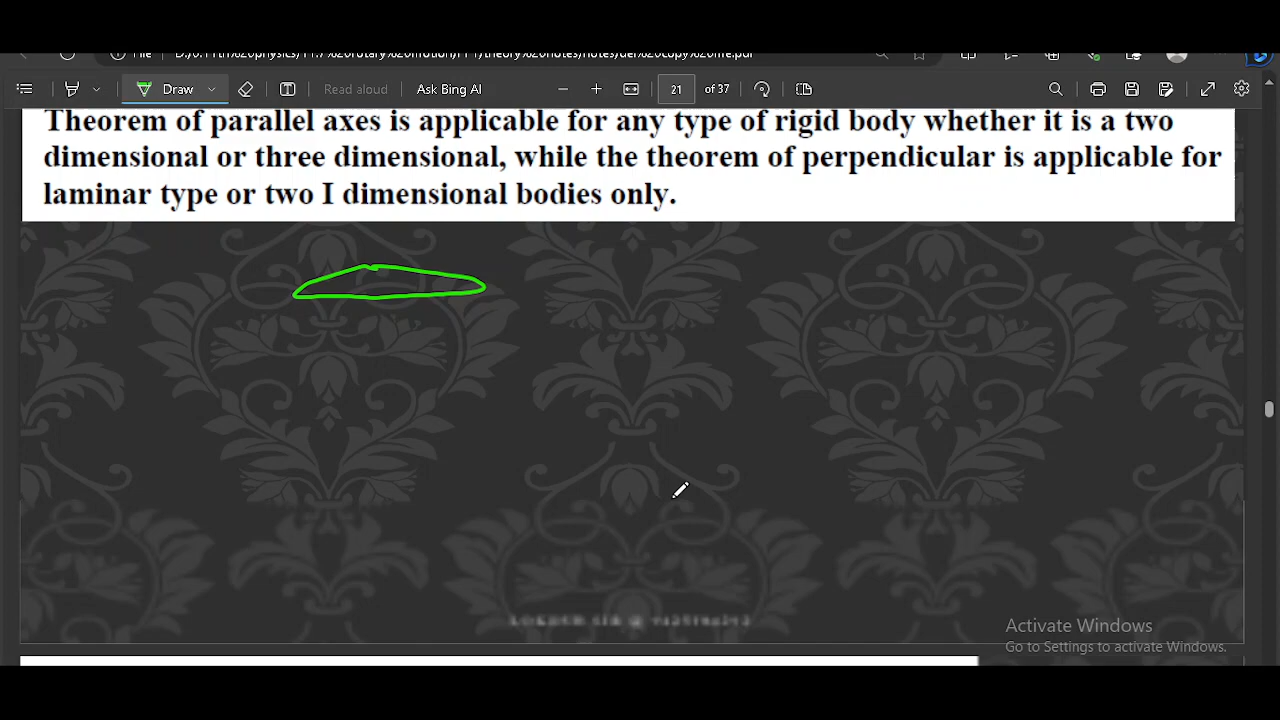 File
Draw
Read aloud
Ask Bing AI
21
of 37
Theorem of parallel axes is applicable for any type of rigid body whether it is a two
dimensional or three dimensional, while the theorem of perpendicular is applicable for
laminar type or two I dimensional bodies only.
Activate Windows
Go to Settings to activate Windows.